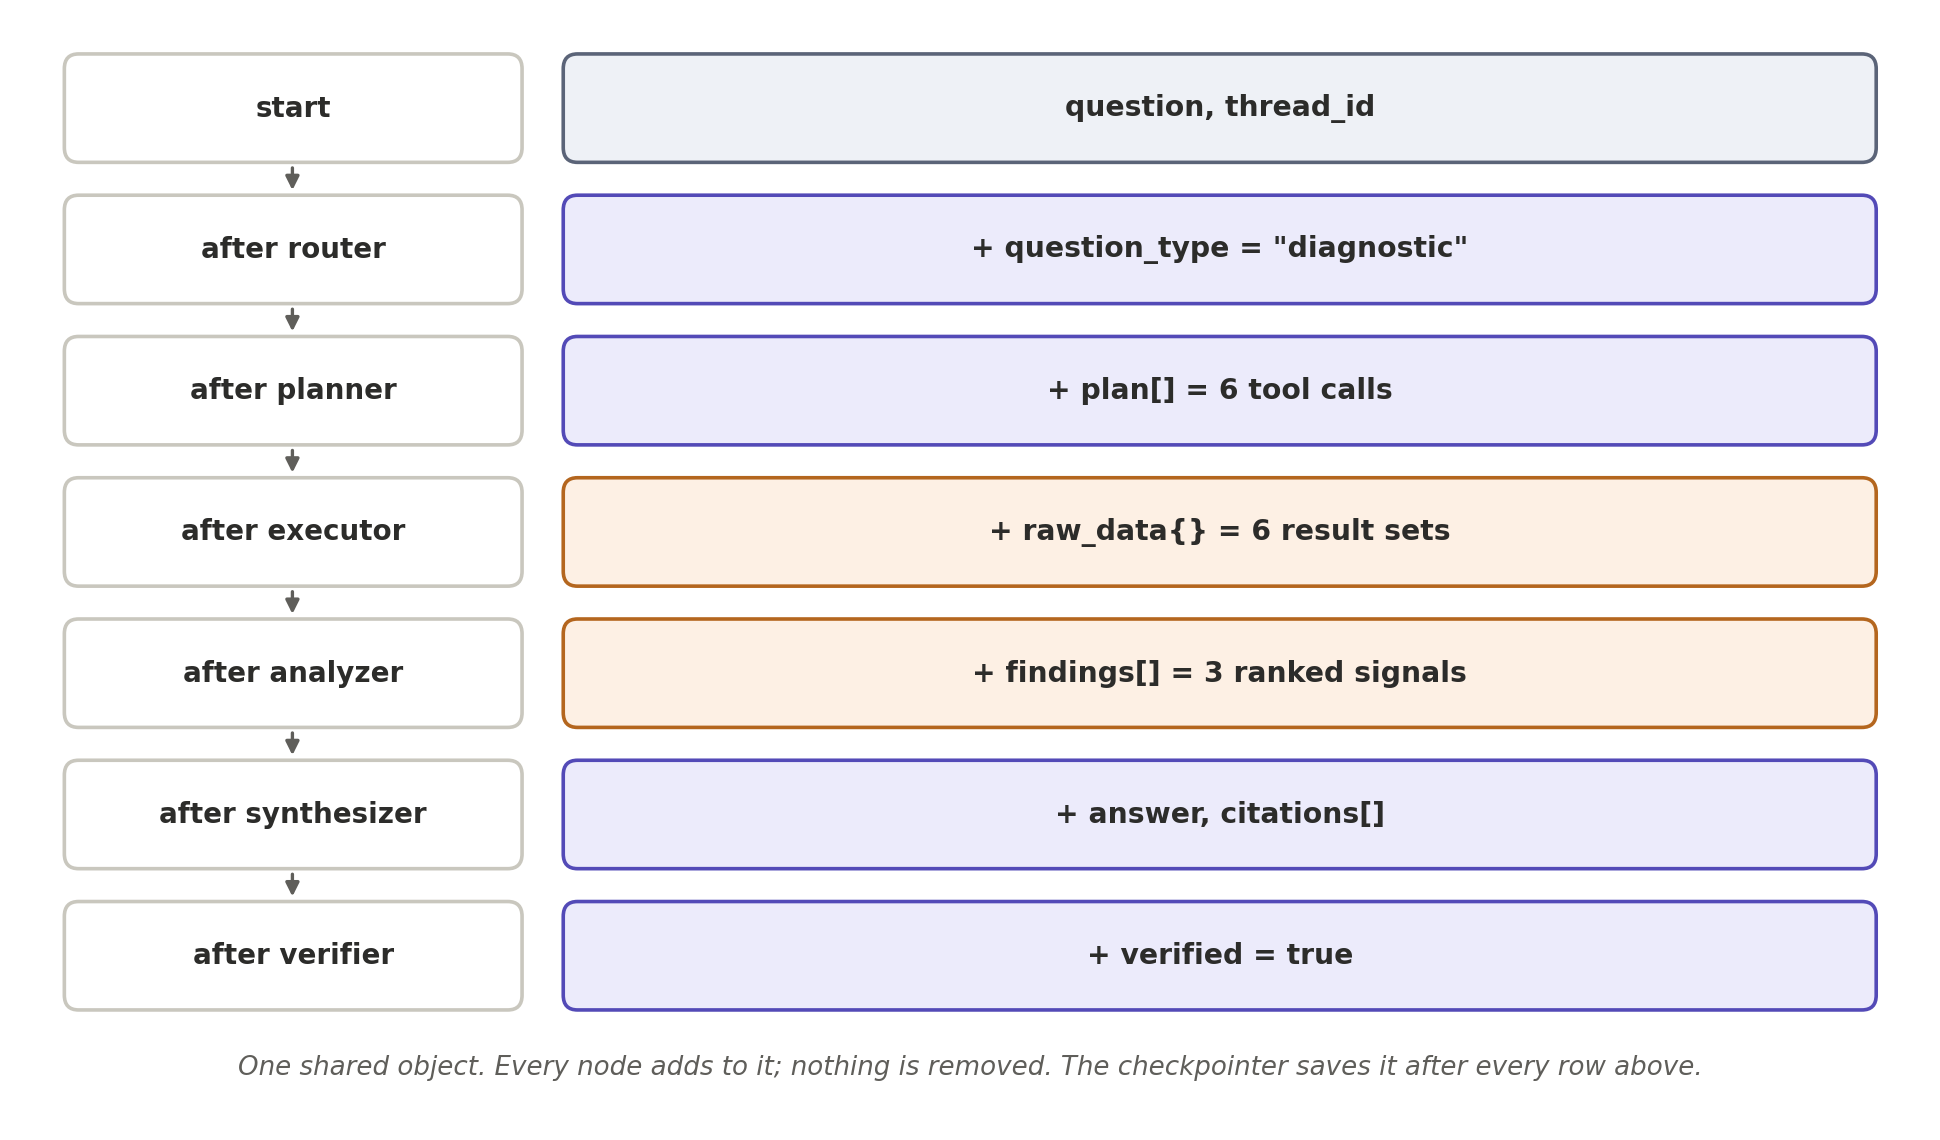 start
question, thread_id
after router
+ question_type = "diagnostic"
after planner
+ plan[] = 6 tool calls
after executor
+ raw_data{} = 6 result sets
after analyzer
+ findings[] = 3 ranked signals
after synthesizer
+ answer, citations[]
after verifier
+ verified = true
One shared object. Every node adds to it; nothing is removed. The checkpointer saves it after every row above.